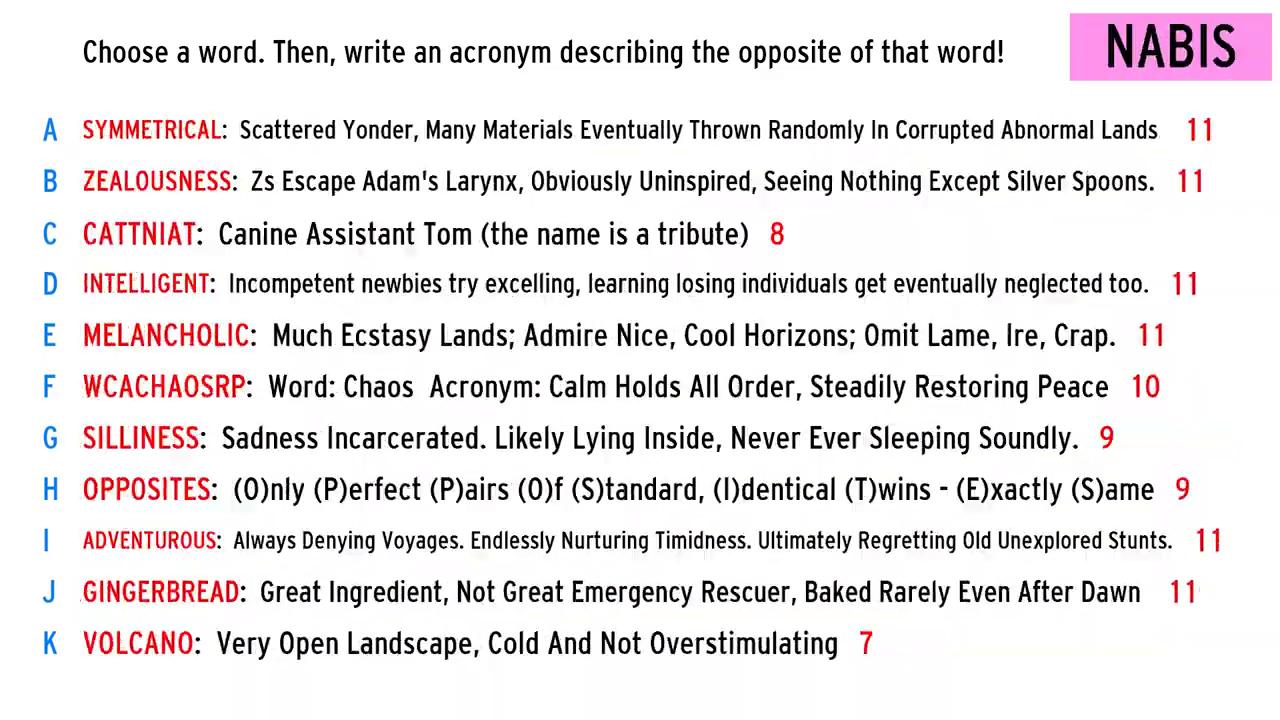 Choose a word. Then, write an acronym describing the opposite of that word!
NABIS
A SYMMETRICAL: Scattered Yonder, Many Materials Eventually Thrown Randomly In Corrupted Abnormal Lands 11
B ZEALOUSNESS: Zs Escape Adam's Larynx, Obviously Uninspired, Seeing Nothing Except Silver Spoons. 11
C CATTNIAT: Canine Assistant Tom (the name is a tribute) 8
D INTELLIGENT: Incompetent newbies try excelling, learning losing individuals get eventually neglected too. 11
E MELANCHOLIC: Much Ecstasy Lands; Admire Nice, Cool Horizons; Omit Lame, Ire, Crap. 11
F WCACHAOSRP: Word: Chaos Acronym: Calm Holds All Order, Steadily Restoring Peace 10
G SILLINESS: Sadness Incarcerated. Likely Lying Inside, Never Ever Sleeping Soundly. 9
H OPPOSITES: (O)nly (P)erfect (P)airs (O)f (S)tandard, (I)dentical (T)wins - (E)xactly (S)ame 9
I ADVENTUROUS: Always Denying Voyages. Endlessly Nurturing Timidness. Ultimately Regretting Old Unexplored Stunts. 11
J GINGERBREAD: Great Ingredient, Not Great Emergency Rescuer, Baked Rarely Even After Dawn 11
K VOLCANO: Very Open Landscape, Cold And Not Overstimulating 7